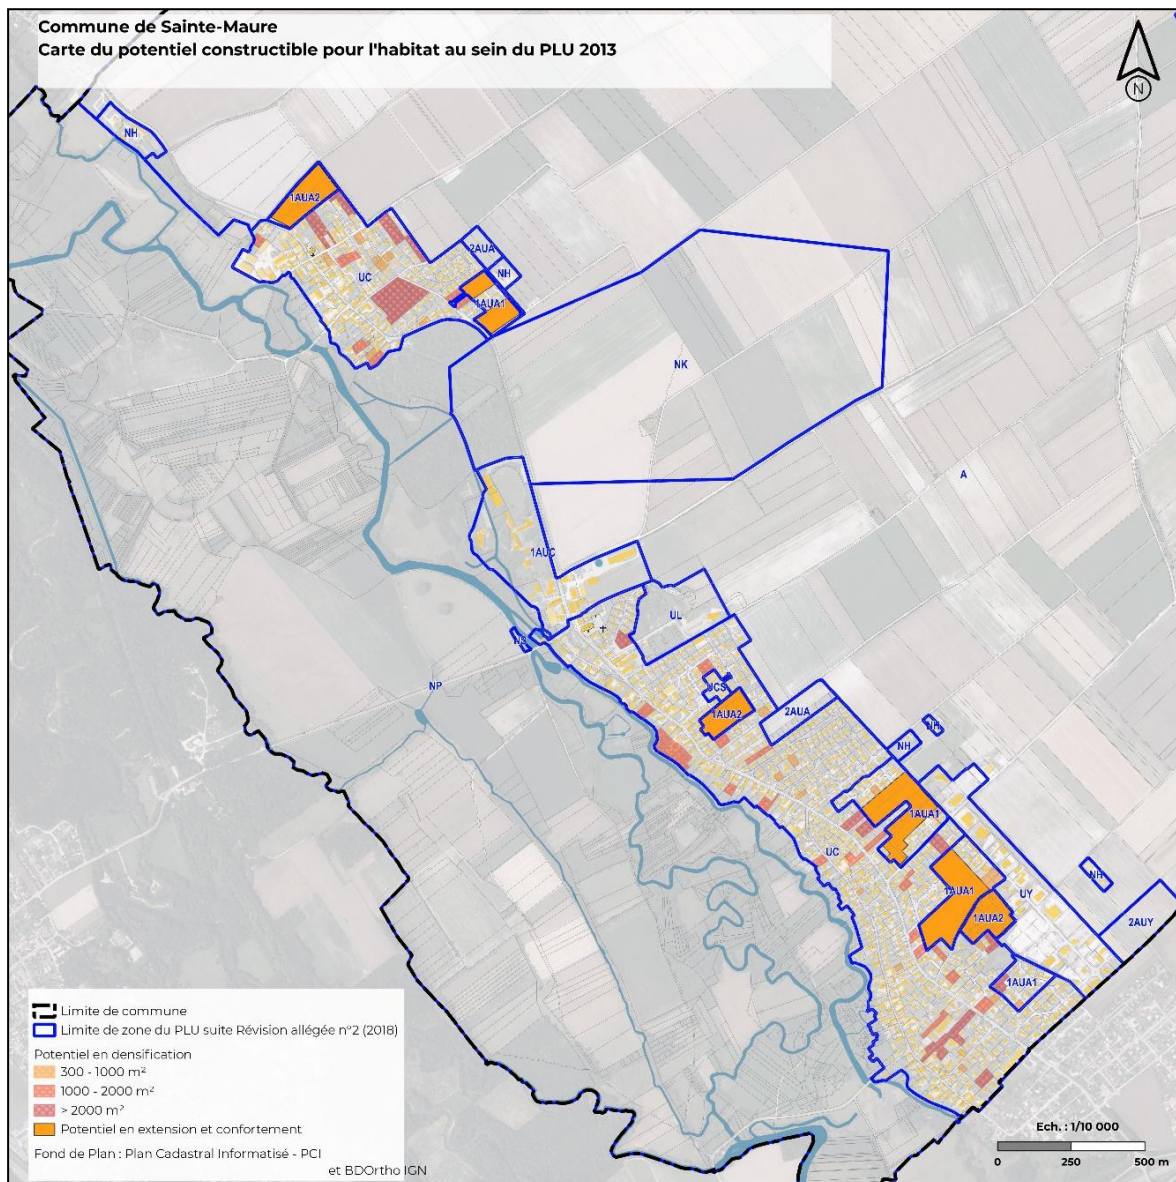 Commune de Sainte-Maure
Carte du potentiel constructible pour l'habitat au sein du PLU 2013
N
NH
1AUA2
2AUA
UC
NH
1AUA1
NK
A
1AUC
UL
NP
UCS
1AUA2
2AUA
NH
NH
1AUA1
UC
1AUA1
UY
NH
1AUA2
2AUY
1AUA1
Limite de commune
Limite de zone du PLU suite Révision allégée n°2 (2018)
Potentiel en densification
300 - 1000 m²
1000 - 2000 m²
> 2000 m²
Potentiel en extension et confortement
Fond de Plan : Plan Cadastral Informatisé - PCI
et BDOrtho IGN
Ech. : 1/10 000
0 250 500 m